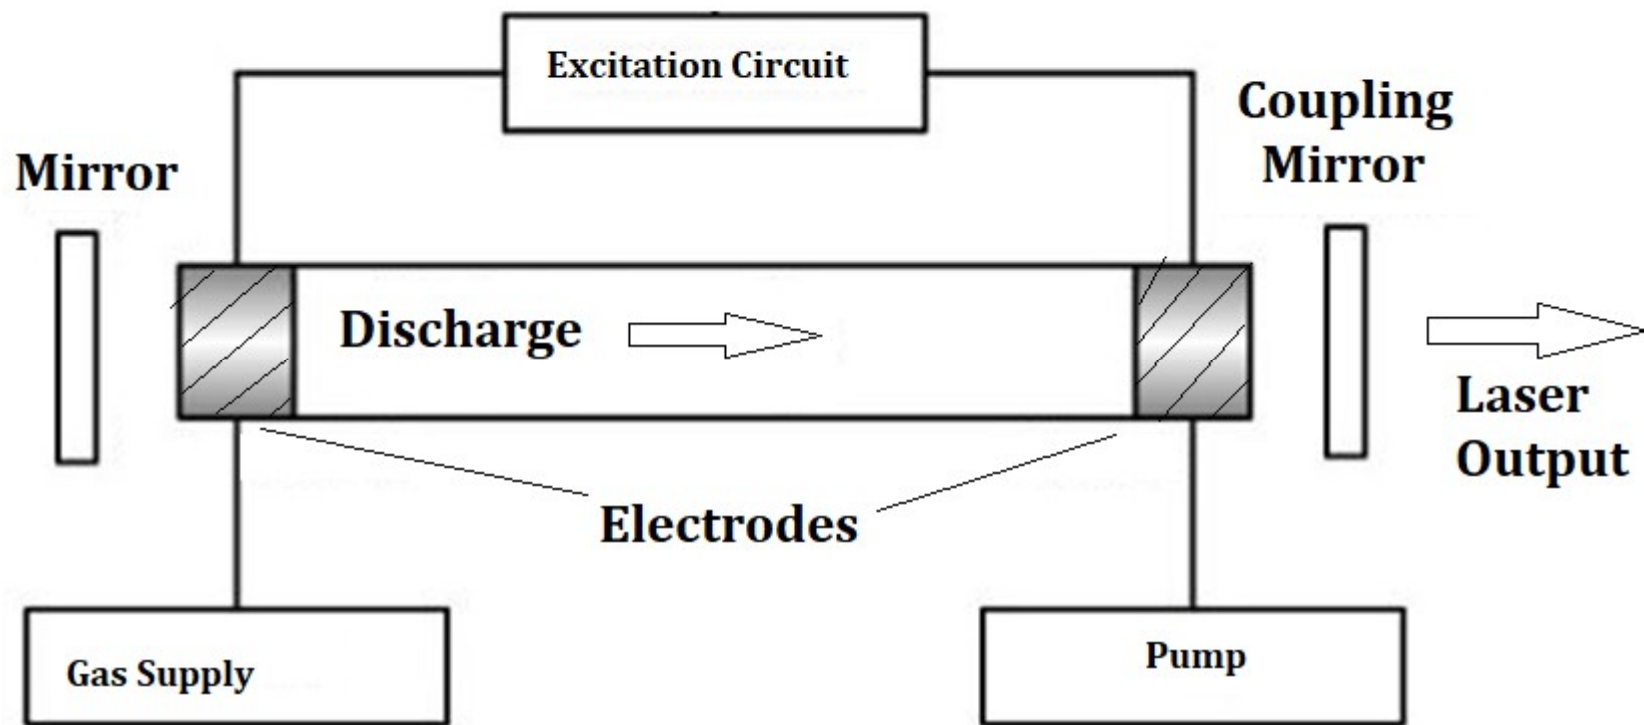 Excitation Circuit
Coupling
Mirror
Mirror
Discharge
Laser
Output
Electrodes
Gas Supply
Pump